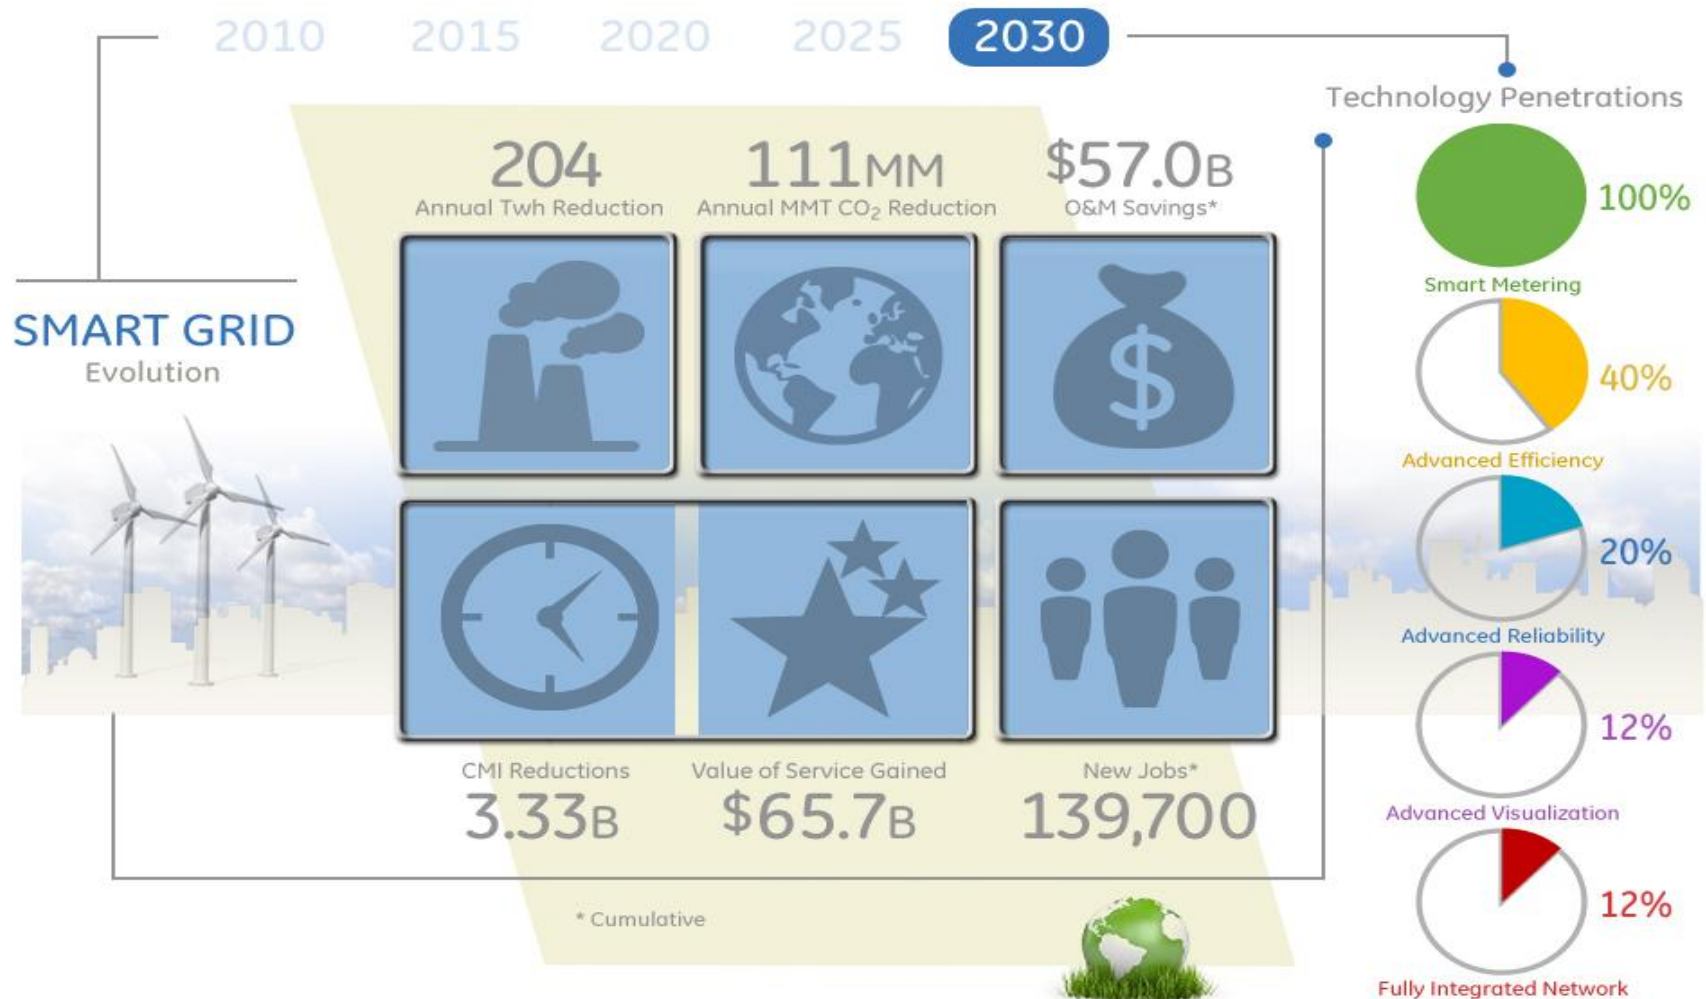 2010 2015 2020 2025 2030
SMART GRID
Evolution
204
Annual Twh Reduction
111MM
Annual MMT CO₂ Reduction
$57.0B
O&M Savings*
$
CMI Reductions
3.33B
Value of Service Gained
$65.7B
New Jobs*
139,700
* Cumulative
Technology Penetrations
100%
Smart Metering
40%
Advanced Efficiency
20%
Advanced Reliability
12%
Advanced Visualization
12%
Fully Integrated Network